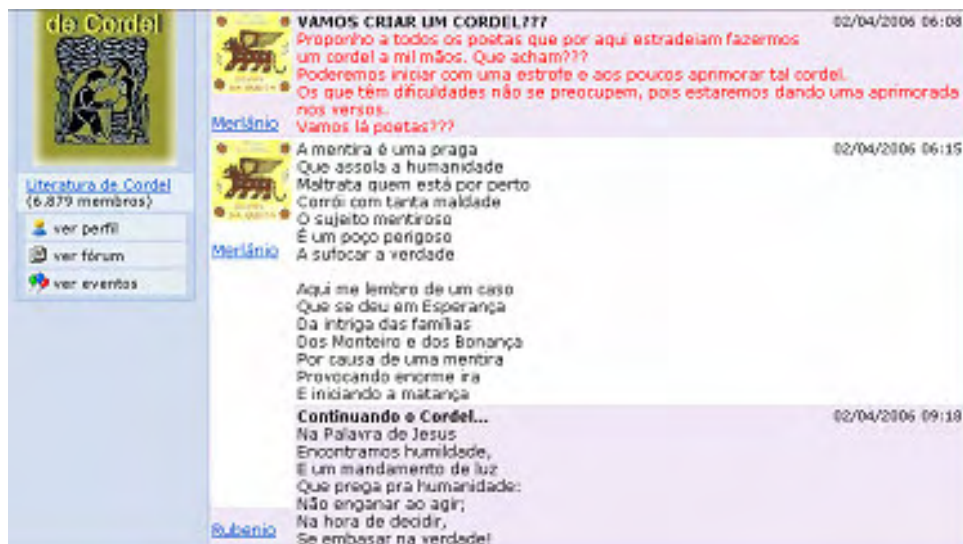 de Cordel
Literatura de Cordel
(6.879 membros)
ver perfil
ver fórum
ver eventos
VAMOS CRIAR UM CORDEL???
02/04/2006 06:08
Proponho a todos os poetas que por aqui estradeiam fazermos
um cordel a mil mãos. Que acham???
Poderemos iniciar com uma estrofe e aos poucos aprimorar tal cordel.
Os que têm dificuldades não se preocupem, pois estaremos dando uma aprimorada
nos versos.
Vamos lá poetas???
Merlânio
A mentira é uma praga
02/04/2006 06:15
Que assola a humanidade
Maltrata quem está por perto
Corrói com tanta maldade
O sujeito mentiroso
É um poço perigoso
A sufocar a verdade
Merlânio
Aqui me lembro de um caso
Que se deu em Esperança
Da intriga das famílias
Dos Monteiro e dos Bonança
Por causa de uma mentira
Provocando enorme ira
E iniciando a matança
Continuando o Cordel...
02/04/2006 09:18
Na Palavra de Jesus
Encontramos humildade,
E um mandamento de luz
Que prega pra humanidade:
Não enganar ao agir;
Na hora de decidir,
Se embasar na verdade!
Rubenio